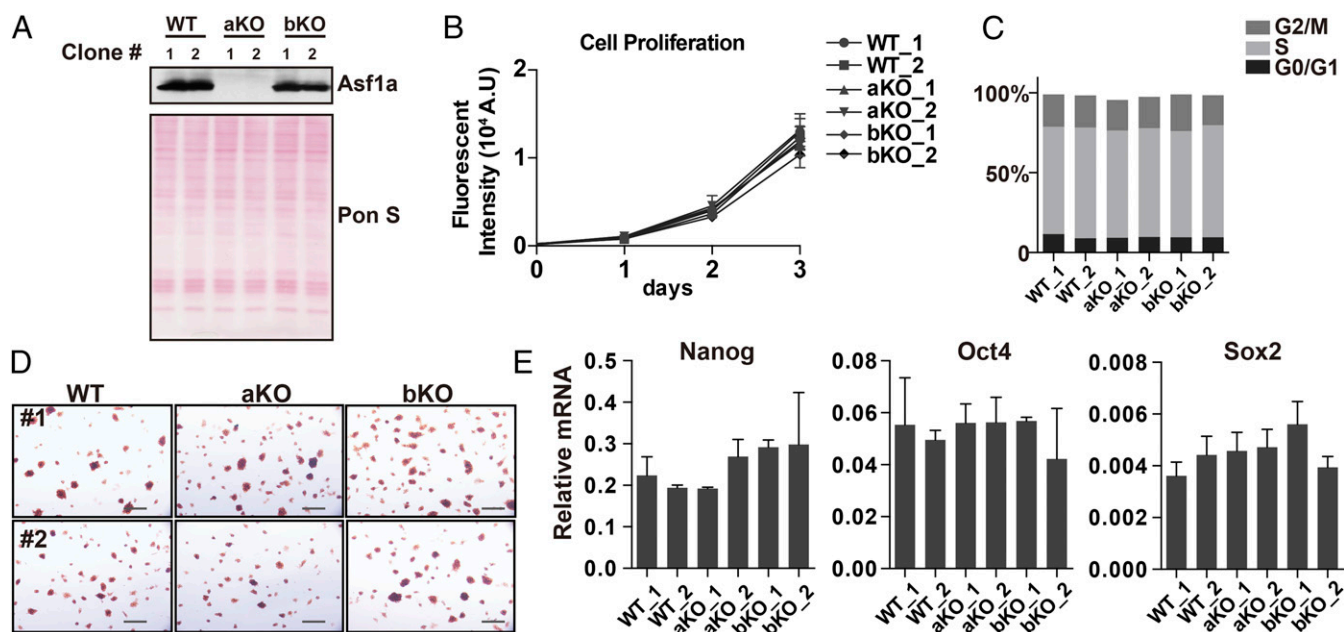 A
WT aKO bKO
Clone # 1 2 1 2 1 2
Asf1a
Pon S
B
Cell Proliferation
Fluorescent
Intensity (10⁴ A.U)
2
1
0
0 1 2 3
days
WT_1
WT_2
aKO_1
aKO_2
bKO_1
bKO_2
C
G2/M
S
G0/G1
100%
50%
0
WT_1 WT_2 aKO_1 aKO_2 bKO_1 bKO_2
D
WT aKO bKO
#1
#2
E
Relative mRNA
Nanog
0.5
0.4
0.3
0.2
0.1
0.0
WT_1 WT_2 aKO_1 aKO_2 bKO_1 bKO_2
Oct4
0.08
0.06
0.04
0.02
0.00
WT_1 WT_2 aKO_1 aKO_2 bKO_1 bKO_2
Sox2
0.008
0.006
0.004
0.002
0.000
WT_1 WT_2 aKO_1 aKO_2 bKO_1 bKO_2